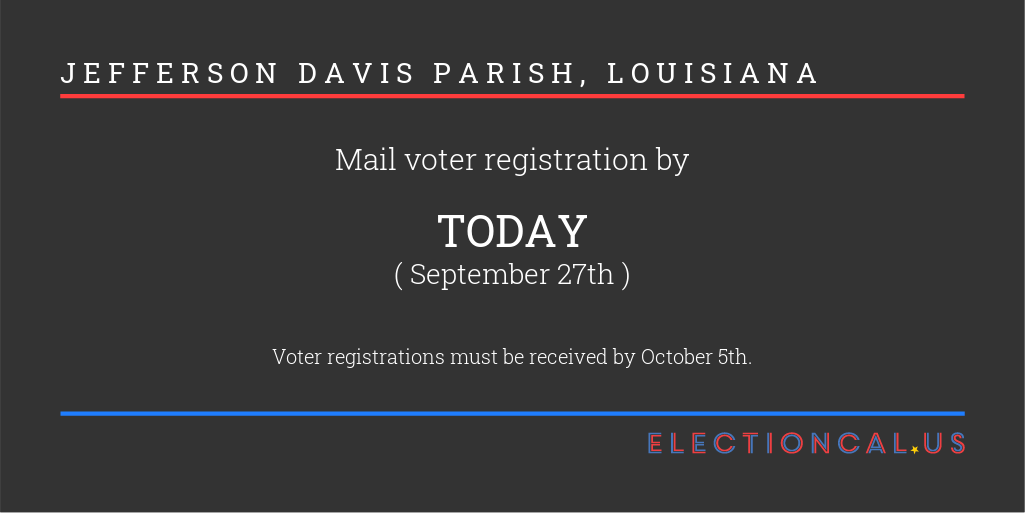 JEFFERSON DAVIS PARISH, LOUISIANA
Mail voter registration by
TODAY
( September 27th )
Voter registrations must be received by October 5th.
ELECTIONCAL.US